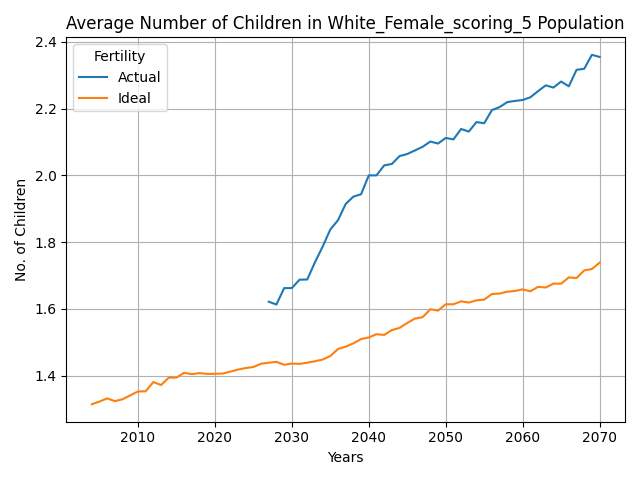 Average Number of Children in White_Female_scoring_5 Population
2.4
2.2
2.0
1.8
1.6
1.4
No. of Children
Fertility
Actual
Ideal
2010 2020 2030 2040 2050 2060 2070
Years